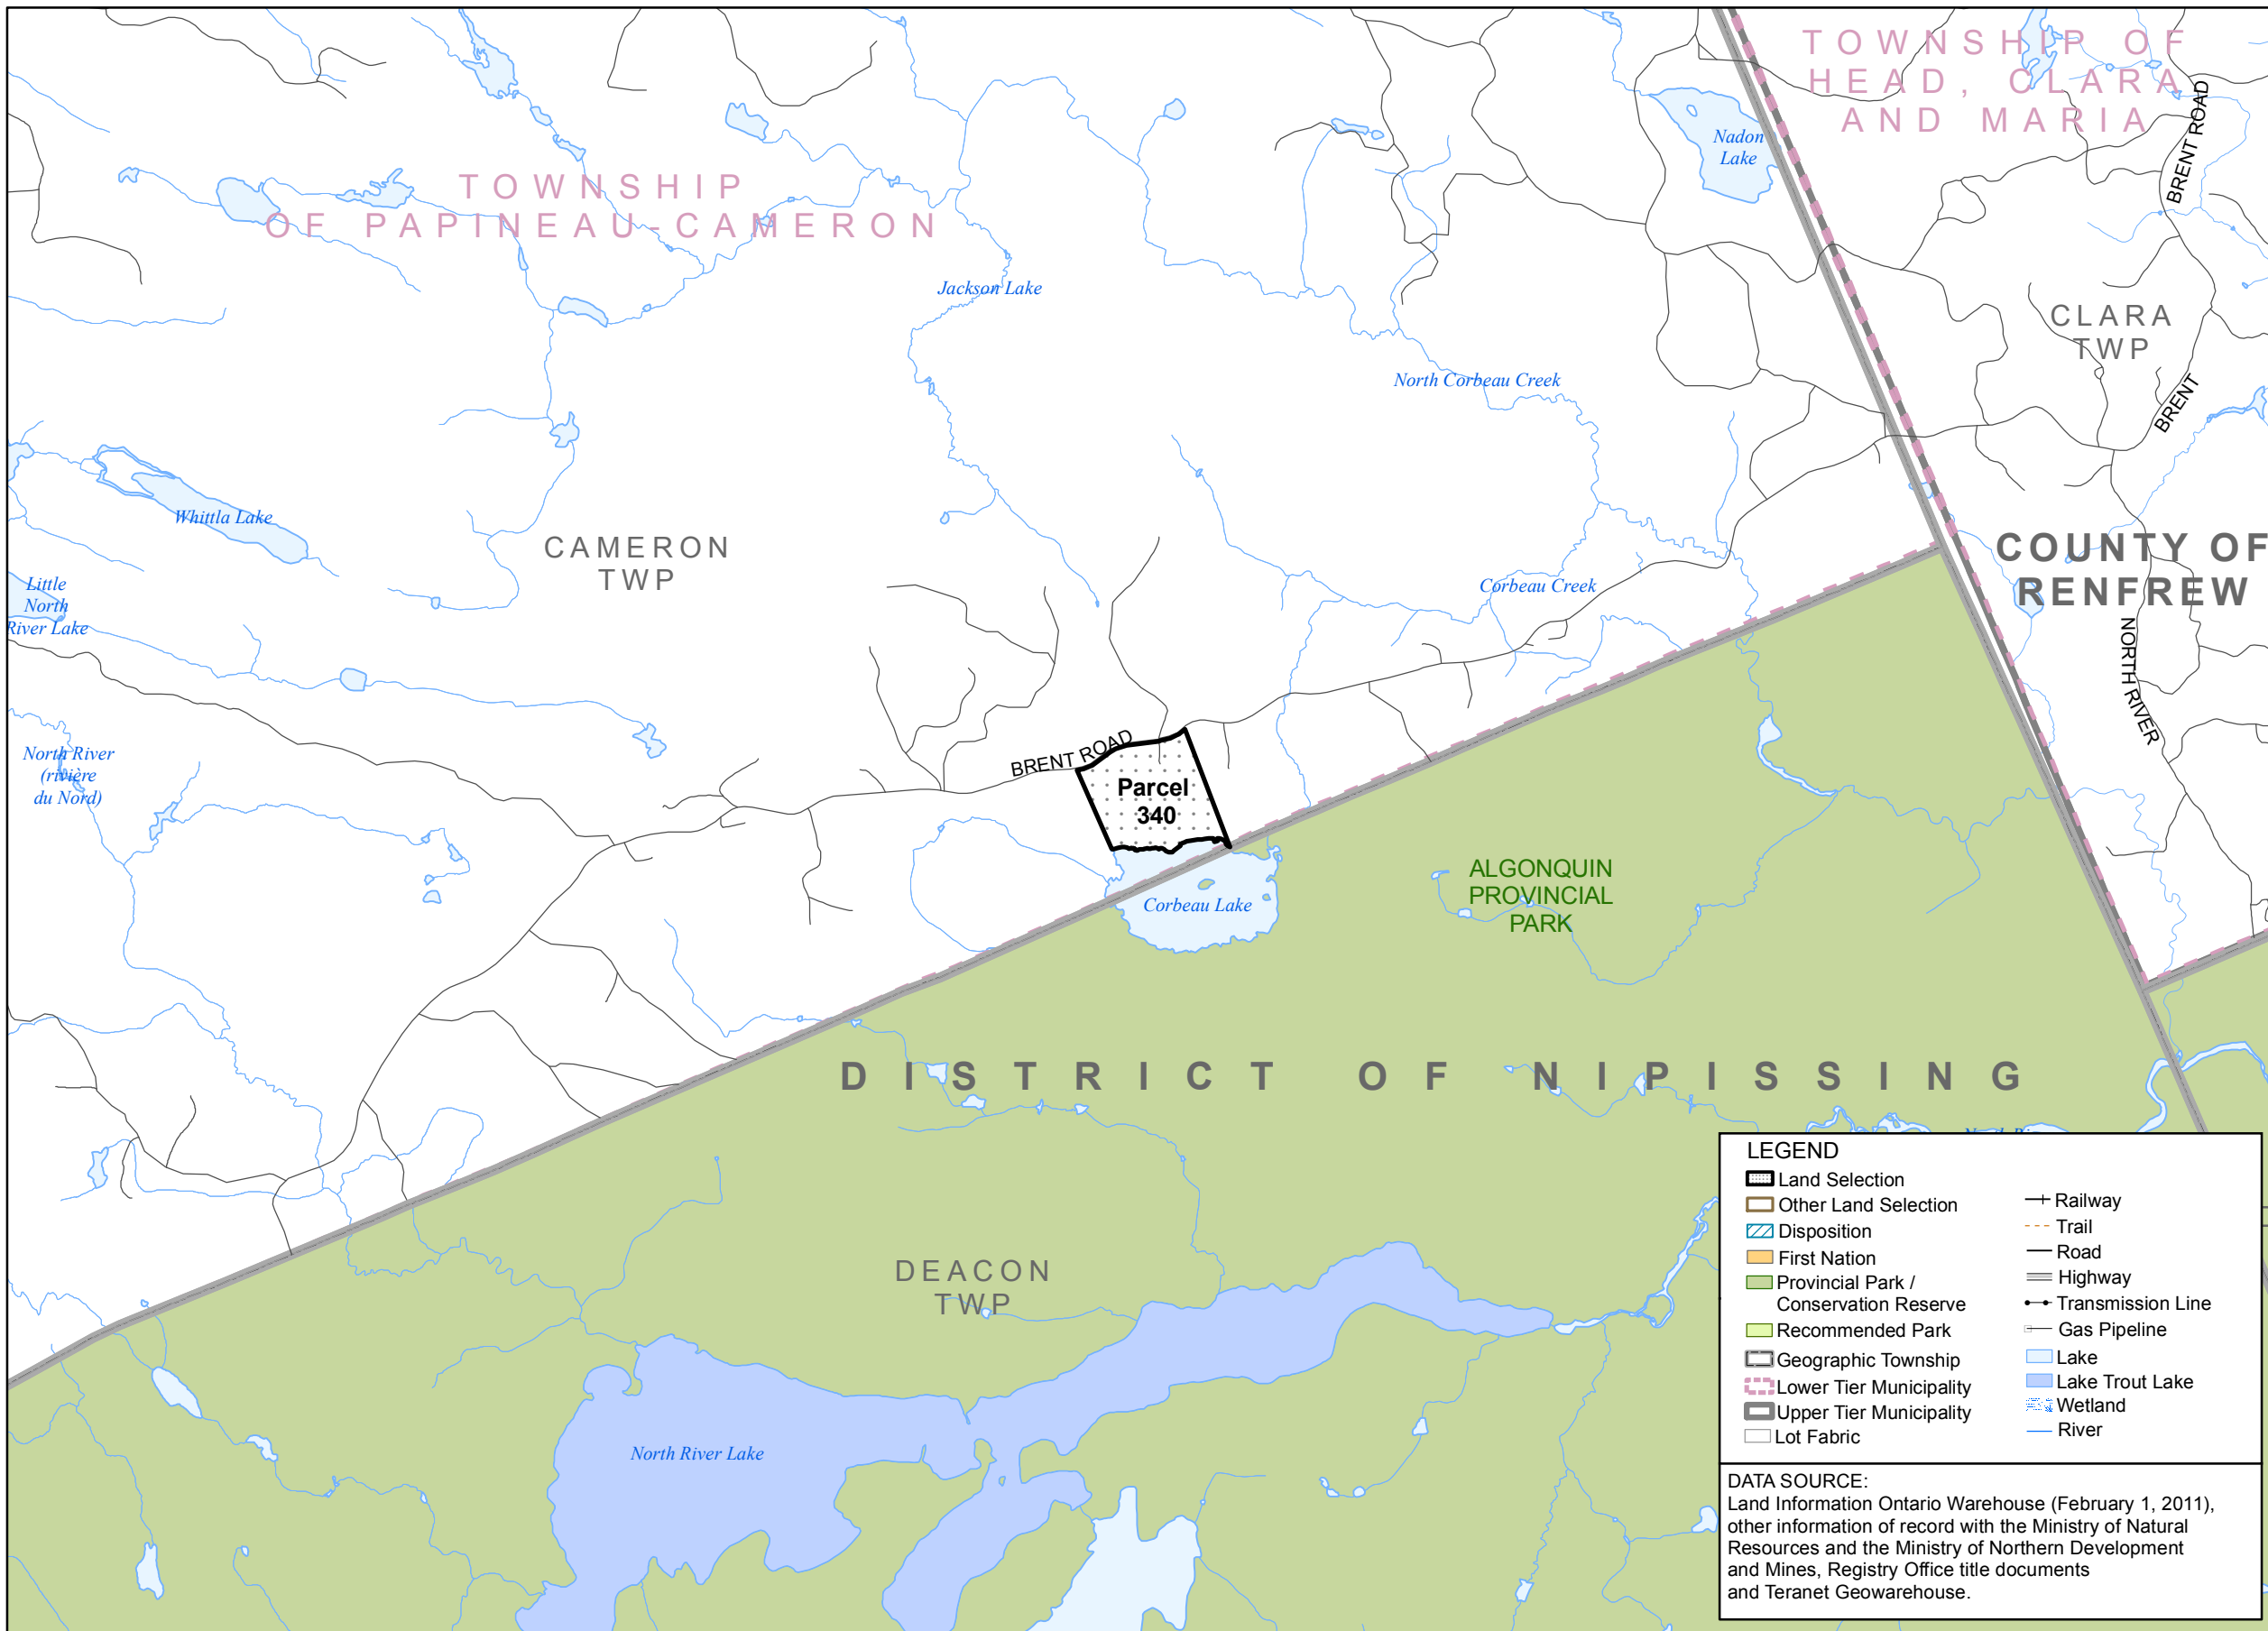 TOWNSHIP OF
HEAD, CLARA
AND MARIA
BRENT ROAD
Nadon
Lake
TOWNSHIP
OF PAPINEAU-CAMERON
Jackson Lake
CLARA
TWP
North Corbeau Creek
BRENT
Whittla Lake
CAMERON
TWP
COUNTY OF
RENFREW
Little
North
River Lake
Corbeau Creek
NORTH RIVER
North River
(rivière
du Nord)
BRENT ROAD
Parcel
340
ALGONQUIN
PROVINCIAL
PARK
Corbeau Lake
DISTRICT OF NIPISSING
DEACON
TWP
North River Lake
LEGEND
Land Selection
Other Land Selection
Disposition
First Nation
Provincial Park /
Conservation Reserve
Recommended Park
Geographic Township
Lower Tier Municipality
Upper Tier Municipality
Lot Fabric
Railway
Trail
Road
Highway
Transmission Line
Gas Pipeline
Lake
Lake Trout Lake
Wetland
River
DATA SOURCE:
Land Information Ontario Warehouse (February 1, 2011),
other information of record with the Ministry of Natural
Resources and the Ministry of Northern Development
and Mines, Registry Office title documents
and Teranet Geowarehouse.